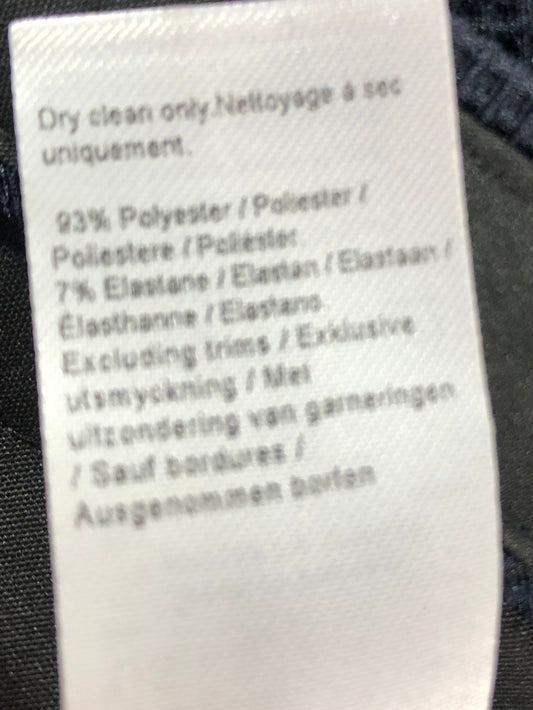 Dry clean only.Nettoyage à sec
uniquement.
93% Polyester / Poliester /
Poliestere / Poliéster
7% Elastane / Elastan / Elastaan /
Élasthanne / Elastano
Excluding trims / Exklusive
utsmyckning / Met
uitzondering van garneringen
/ Sauf bordures /
Ausgenommen borten